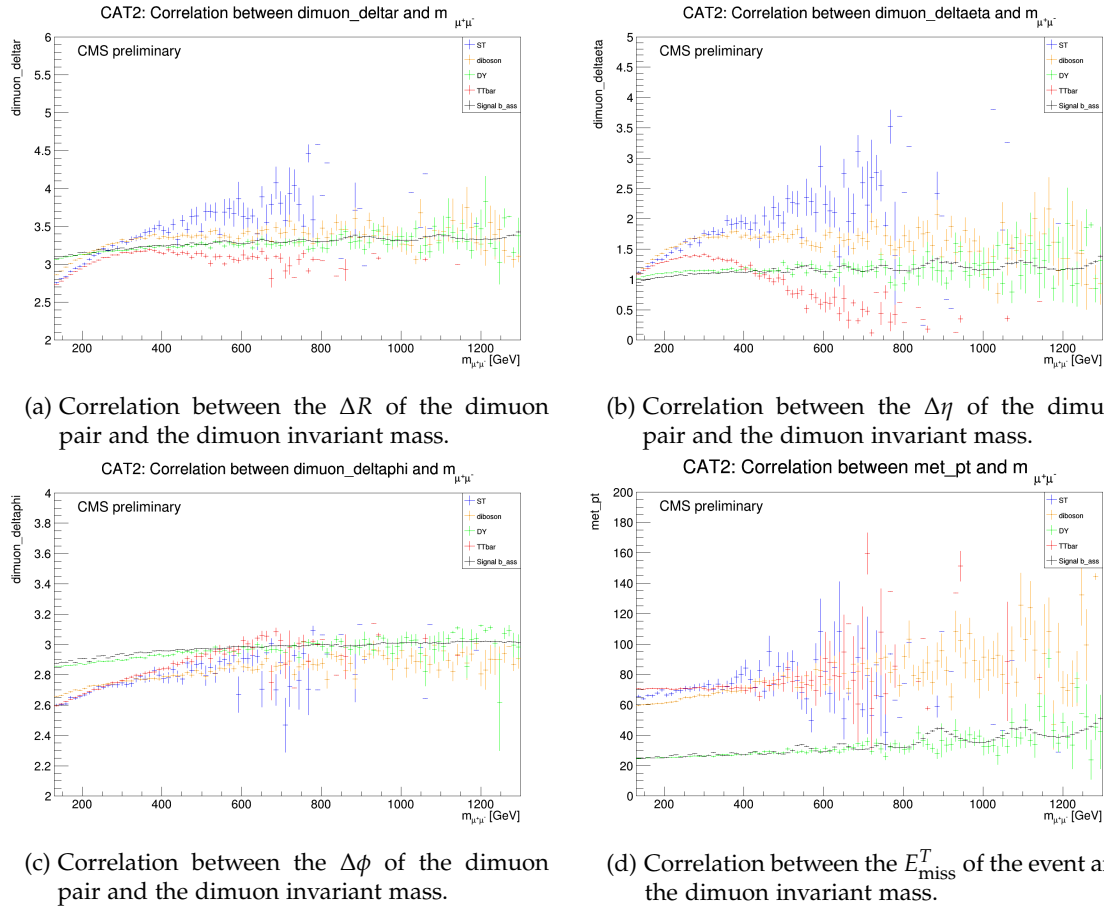 CAT2: Correlation between dimuon_deltar and m μ⁺μ⁻
dimuon_deltar
CMS preliminary
ST
diboson
DY
TTbar
Signal b_ass
6
5.5
5
4.5
4
3.5
3
2.5
2
200 400 600 800 1000 1200
m μ⁺μ⁻ [GeV]
(a) Correlation between the ΔR of the dimuon
pair and the dimuon invariant mass.
CAT2: Correlation between dimuon_deltaeta and m μ⁺μ⁻
dimuon_deltaeta
CMS preliminary
ST
diboson
DY
TTbar
Signal b_ass
5
4.5
4
3.5
3
2.5
2
1.5
1
0.5
0
200 400 600 800 1000 1200
m μ⁺μ⁻ [GeV]
(b) Correlation between the Δη of the dimu
pair and the dimuon invariant mass.
CAT2: Correlation between dimuon_deltaphi and m μ⁺μ⁻
dimuon_deltaphi
CMS preliminary
ST
diboson
DY
TTbar
Signal b_ass
4
3.8
3.6
3.4
3.2
3
2.8
2.6
2.4
2.2
2
200 400 600 800 1000 1200
m μ⁺μ⁻ [GeV]
(c) Correlation between the Δϕ of the dimuon
pair and the dimuon invariant mass.
CAT2: Correlation between met_pt and m μ⁺μ⁻
met_pt
CMS preliminary
ST
diboson
DY
TTbar
Signal b_ass
200
180
160
140
120
100
80
60
40
20
0
200 400 600 800 1000 1200
m μ⁺μ⁻ [GeV]
(d) Correlation between the E^T_miss of the event a
the dimuon invariant mass.